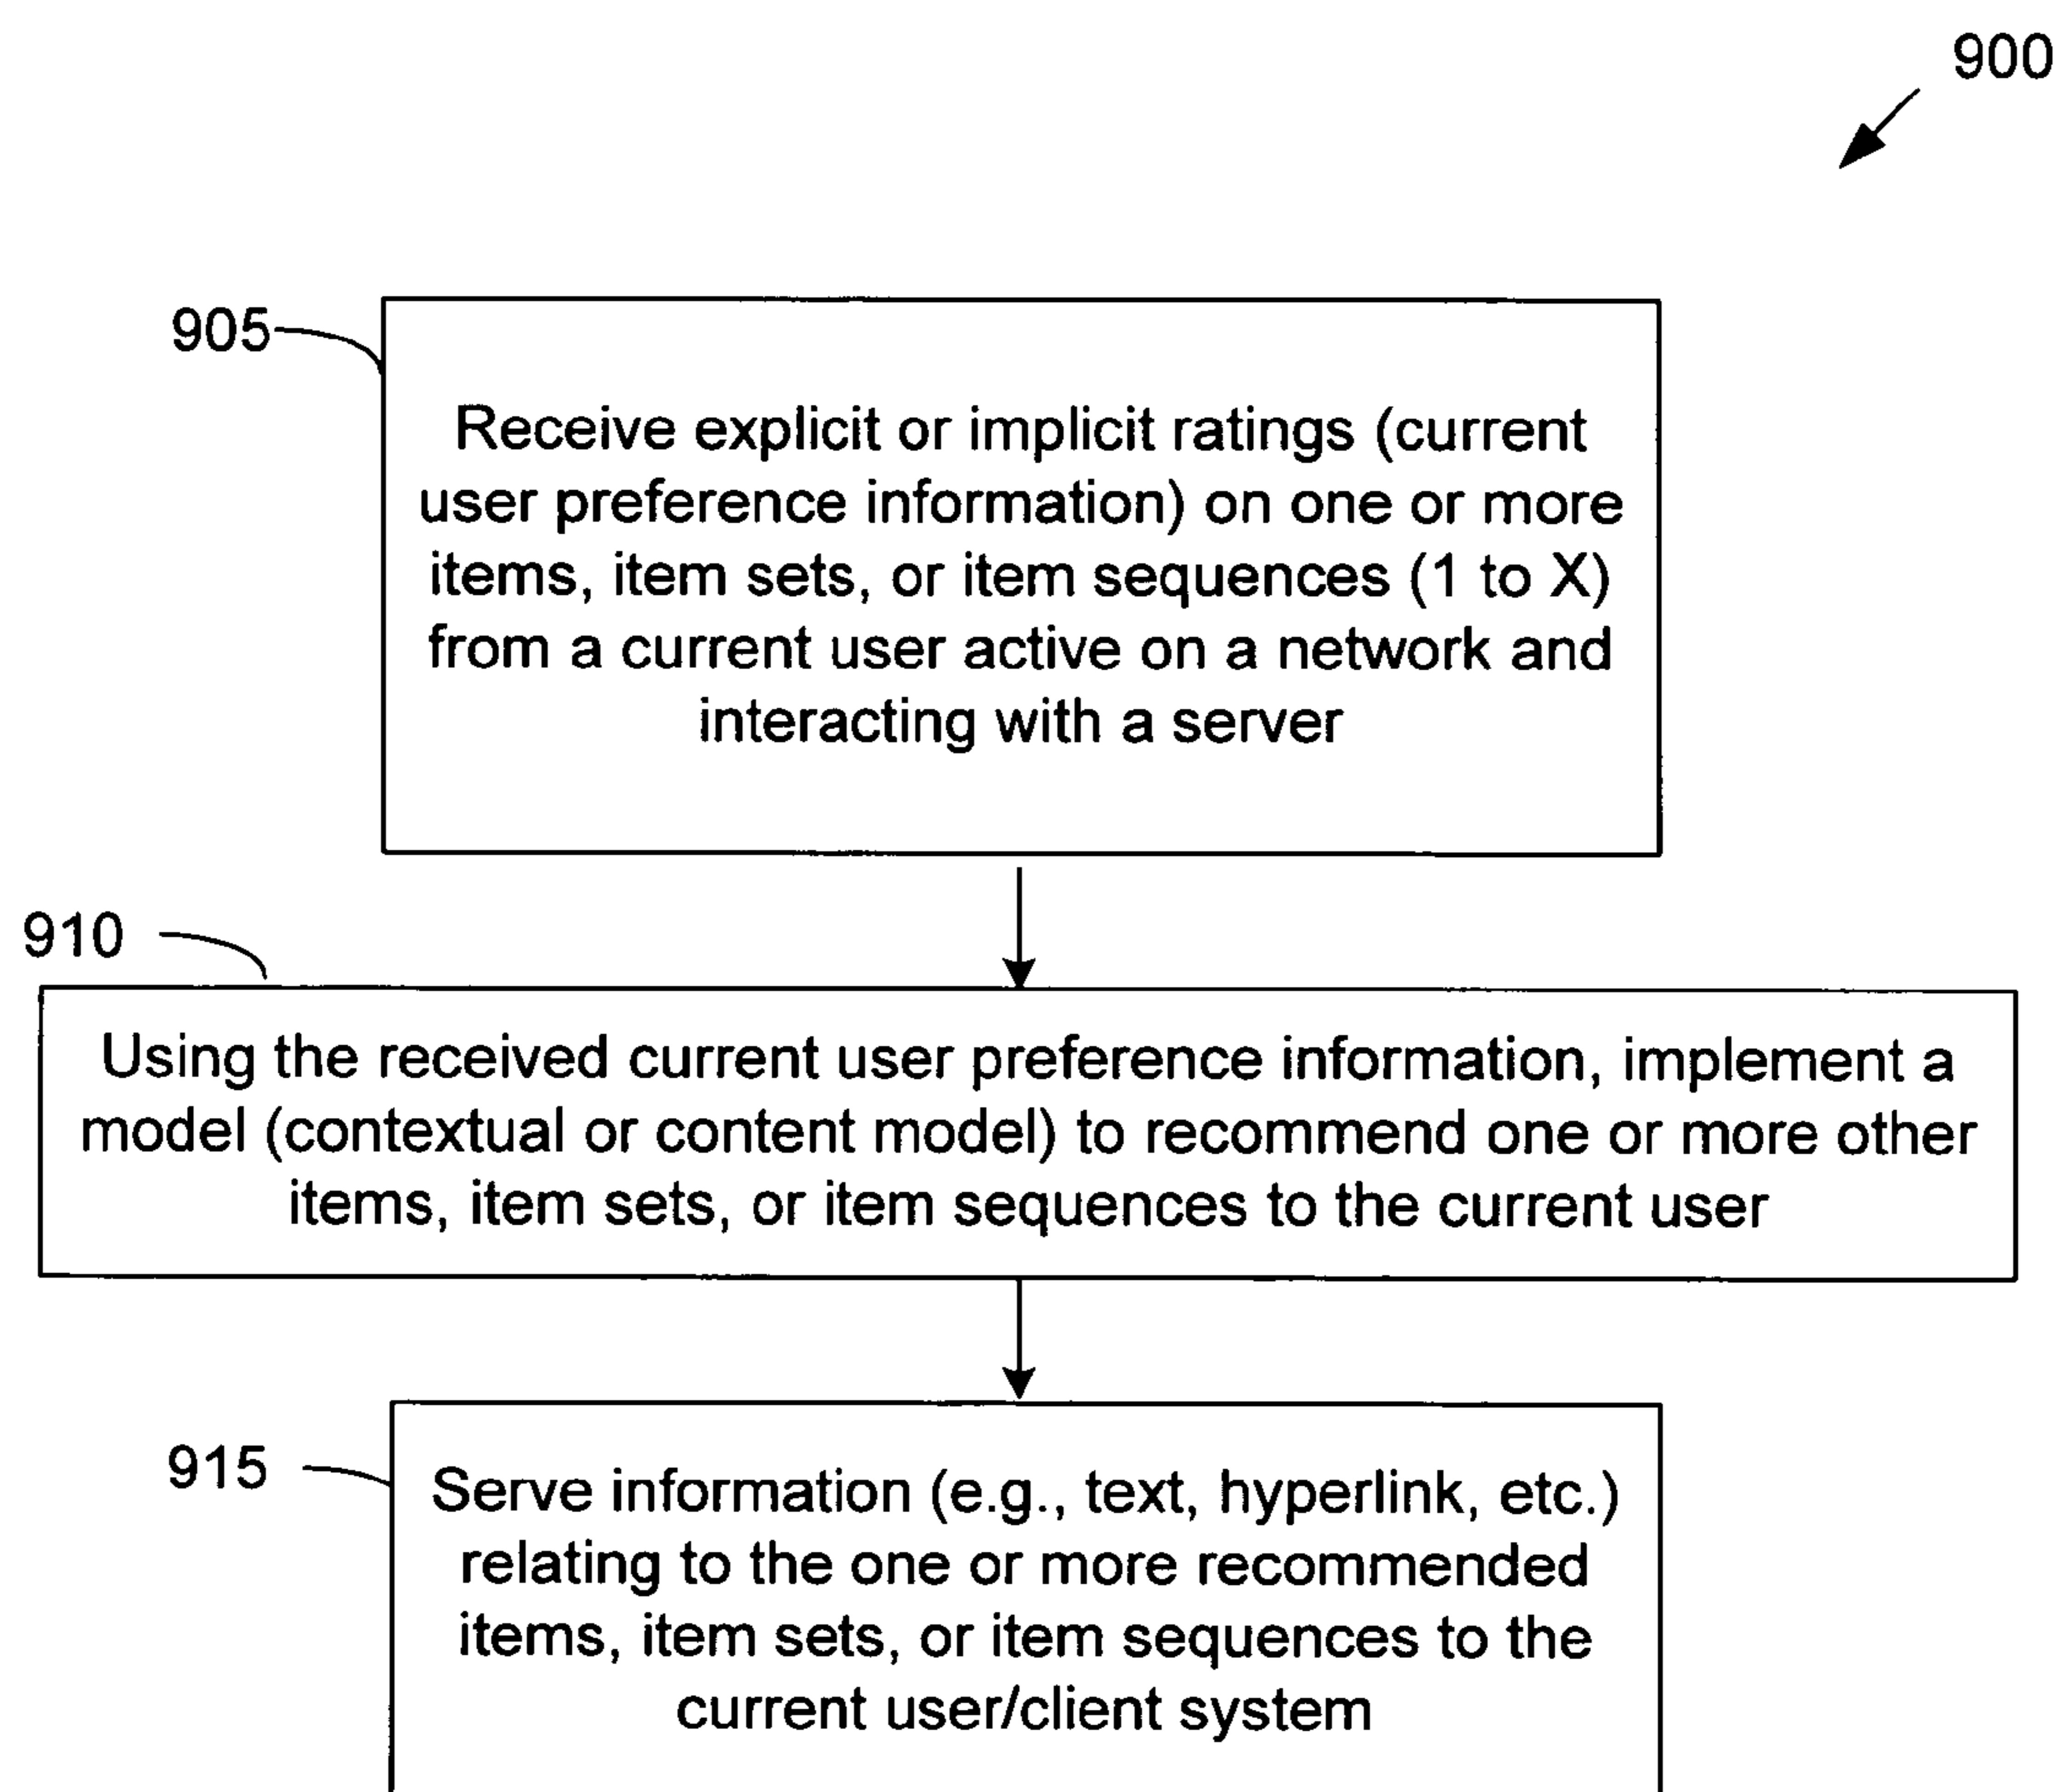 900
905
Receive explicit or implicit ratings (current
user preference information) on one or more
items, item sets, or item sequences (1 to X)
from a current user active on a network and
interacting with a server
910
Using the received current user preference information, implement a
model (contextual or content model) to recommend one or more other
items, item sets, or item sequences to the current user
915
Serve information (e.g., text, hyperlink, etc.)
relating to the one or more recommended
items, item sets, or item sequences to the
current user/client system